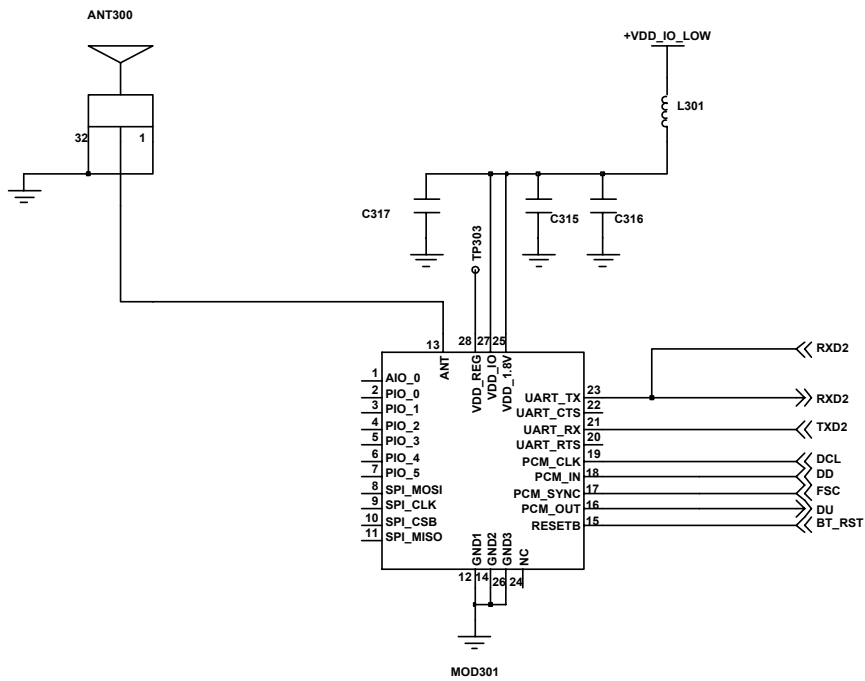 ANT300
+VDD_IO_LOW
L301
32 1
C317
C315
C316
TP303
13 28 27 25
ANT
VDD_REG
VDD_IO
VDD_1.8V
1 AIO_0
2 PIO_0
3 PIO_1
4 PIO_2
5 PIO_3
6 PIO_4
7 PIO_5
8 SPI_MOSI
9 SPI_CLK
10 SPI_CSB
11 SPI_MISO
RXD2
UART_TX 23 RXD2
UART_CTS 22
UART_RX 21 TXD2
UART_RTS 20
PCM_CLK 19 DCL
PCM_IN 18 DD
PCM_SYNC 17 FSC
PCM_OUT 16 DU
RESETB 15 BT_RST
GND1
GND2
GND3
NC
12 14 26 24
MOD301